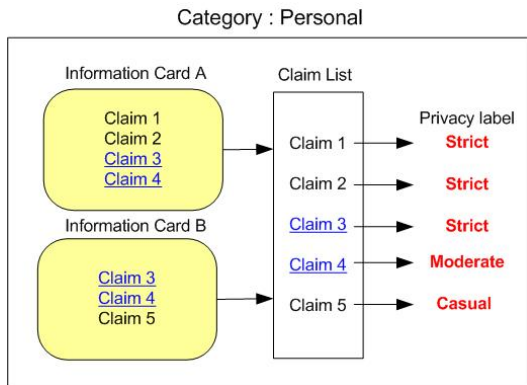 Category : Personal
Information Card A
Claim 1
Claim 2
Claim 3
Claim 4
Information Card B
Claim 3
Claim 4
Claim 5
Claim List
Claim 1
Claim 2
Claim 3
Claim 4
Claim 5
Privacy label
Strict
Strict
Strict
Moderate
Casual